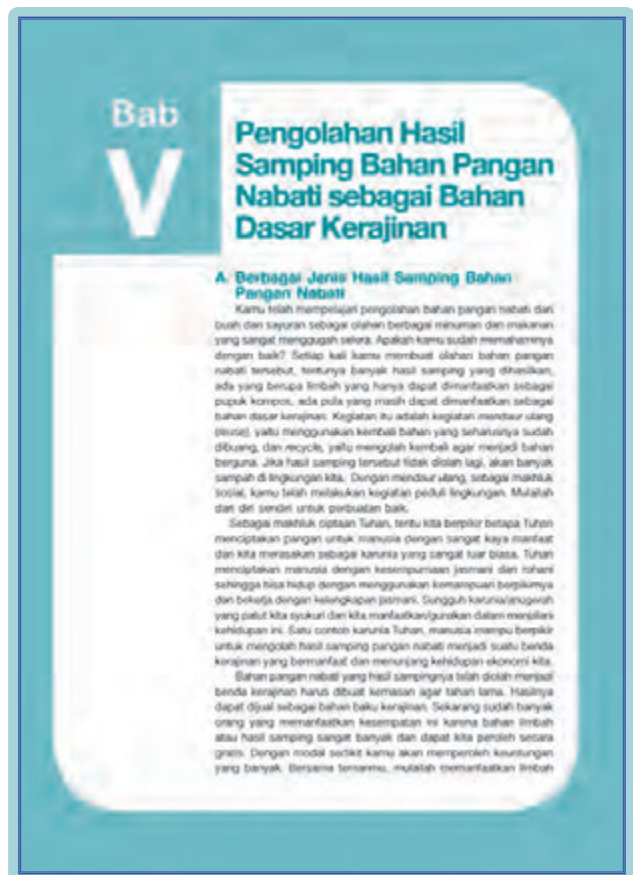 Bab
V
Pengolahan Hasil
Samping Bahan Pangan
Nabati sebagai Bahan
Dasar Kerajinan
A. Berbagai Jenis Hasil Samping Bahan
Pangan Nabati
Kamu telah mempelajari pengolahan bahan pangan nabati dari
buah dan sayuran sebagai olahan berbagai minuman dan makanan
yang sangat menggugah selera. Apakah kamu sudah memahaminya
dengan baik? Setiap kali kamu membuat olahan bahan pangan
nabati tersebut, tentunya banyak hasil samping yang dihasilkan,
ada yang berupa limbah yang hanya dapat dimanfaatkan sebagai
pupuk kompos, ada pula yang masih dapat dimanfaatkan sebagai
bahan dasar kerajinan. Kegiatan itu adalah kegiatan mendaur ulang
(reuse), yaitu menggunakan kembali bahan yang seharusnya sudah
dibuang, dan recycle, yaitu mengolah kembali agar menjadi bahan
berguna. Jika hasil samping tersebut tidak diolah lagi, akan banyak
sampah di lingkungan kita. Dengan mendaur ulang, sebagai makhluk
sosial, kamu telah melakukan kegiatan peduli lingkungan. Mulailah
dari diri sendiri untuk perbuatan baik.
Sebagai makhluk ciptaan Tuhan, tentu kita berpikir betapa Tuhan
menciptakan pangan untuk manusia dengan sangat kaya manfaat
dan kita merasakan sebagai karunia yang sangat luar biasa. Tuhan
menciptakan manusia dengan kesempurnaan jasmani dan rohani
sehingga bisa hidup dengan menggunakan kemampuan berpikirnya
dan bekerja dengan kelengkapan jasmani. Sungguh karunia/anugerah
yang patut kita syukuri dan kita manfaatkan/gunakan dalam menjalani
kehidupan ini. Satu contoh karunia Tuhan, manusia mampu berpikir
untuk mengolah hasil samping pangan nabati menjadi suatu benda
kerajinan yang bermanfaat dan menunjang kehidupan ekonomi kita.
Bahan pangan nabati yang hasil sampingnya telah diolah menjadi
benda kerajinan harus dibuat kemasan agar tahan lama. Hasilnya
dapat dijual sebagai bahan baku kerajinan. Sekarang sudah banyak
orang yang memanfaatkan kesempatan ini karena bahan limbah
atau hasil samping sangat banyak dan dapat kita peroleh secara
gratis. Dengan modal sedikit kamu akan memperoleh keuntungan
yang banyak. Bersama temanmu, mulailah memanfaatkan limbah